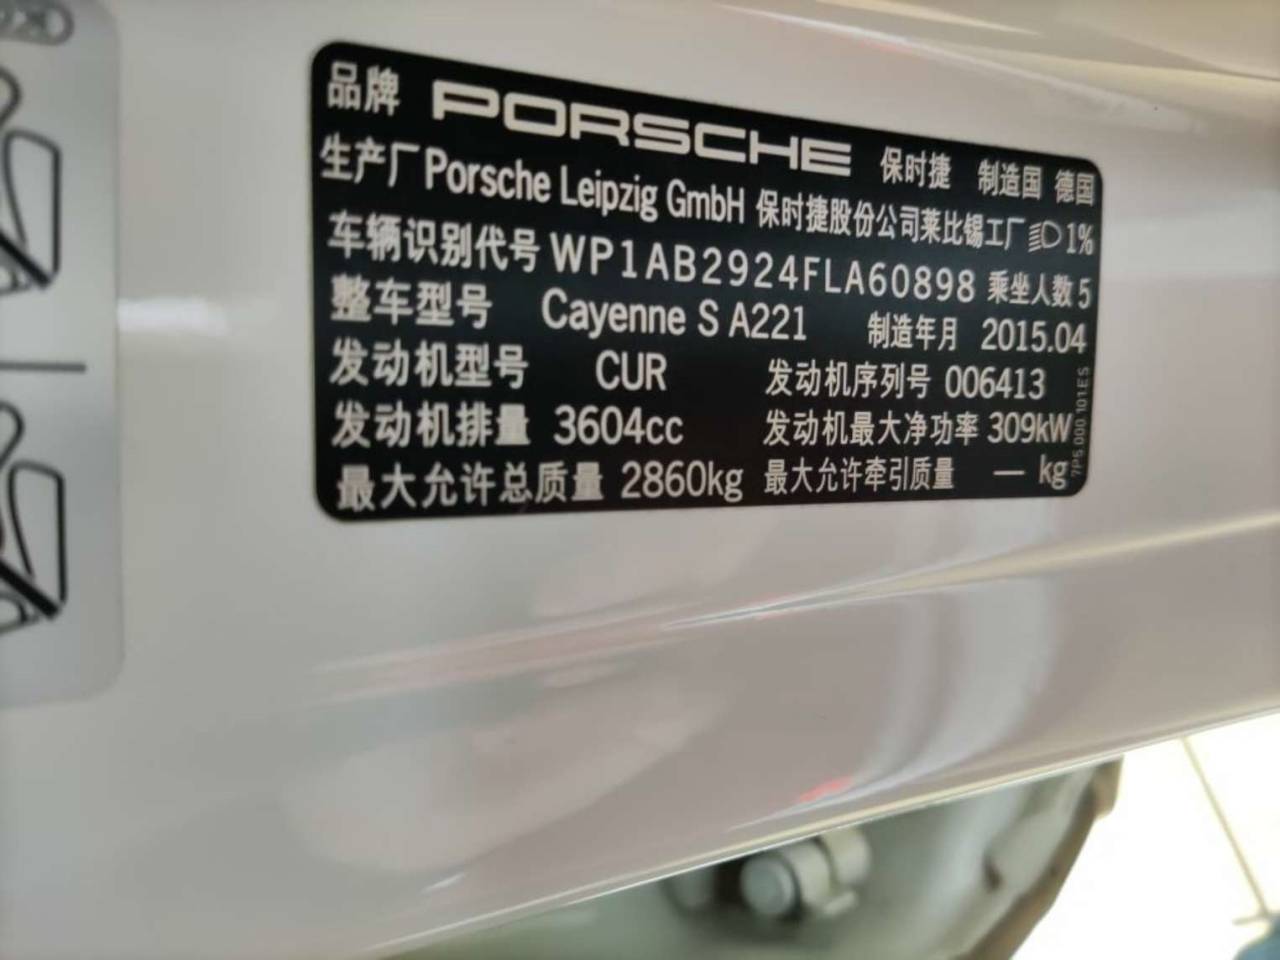 品牌 PORSCHE 保时捷 制造国 德国
生产厂 Porsche Leipzig GmbH 保时捷股份公司莱比锡工厂 1%
车辆识别代号 WP1AB2924FLA60898 乘坐人数 5
整车型号 Cayenne S A221 制造年月 2015.04
发动机型号 CUR 发动机序列号 006413
发动机排量 3604cc 发动机最大净功率 309kW
最大允许总质量 2860kg 最大允许牵引质量 — kg
7P5.000.101.ES